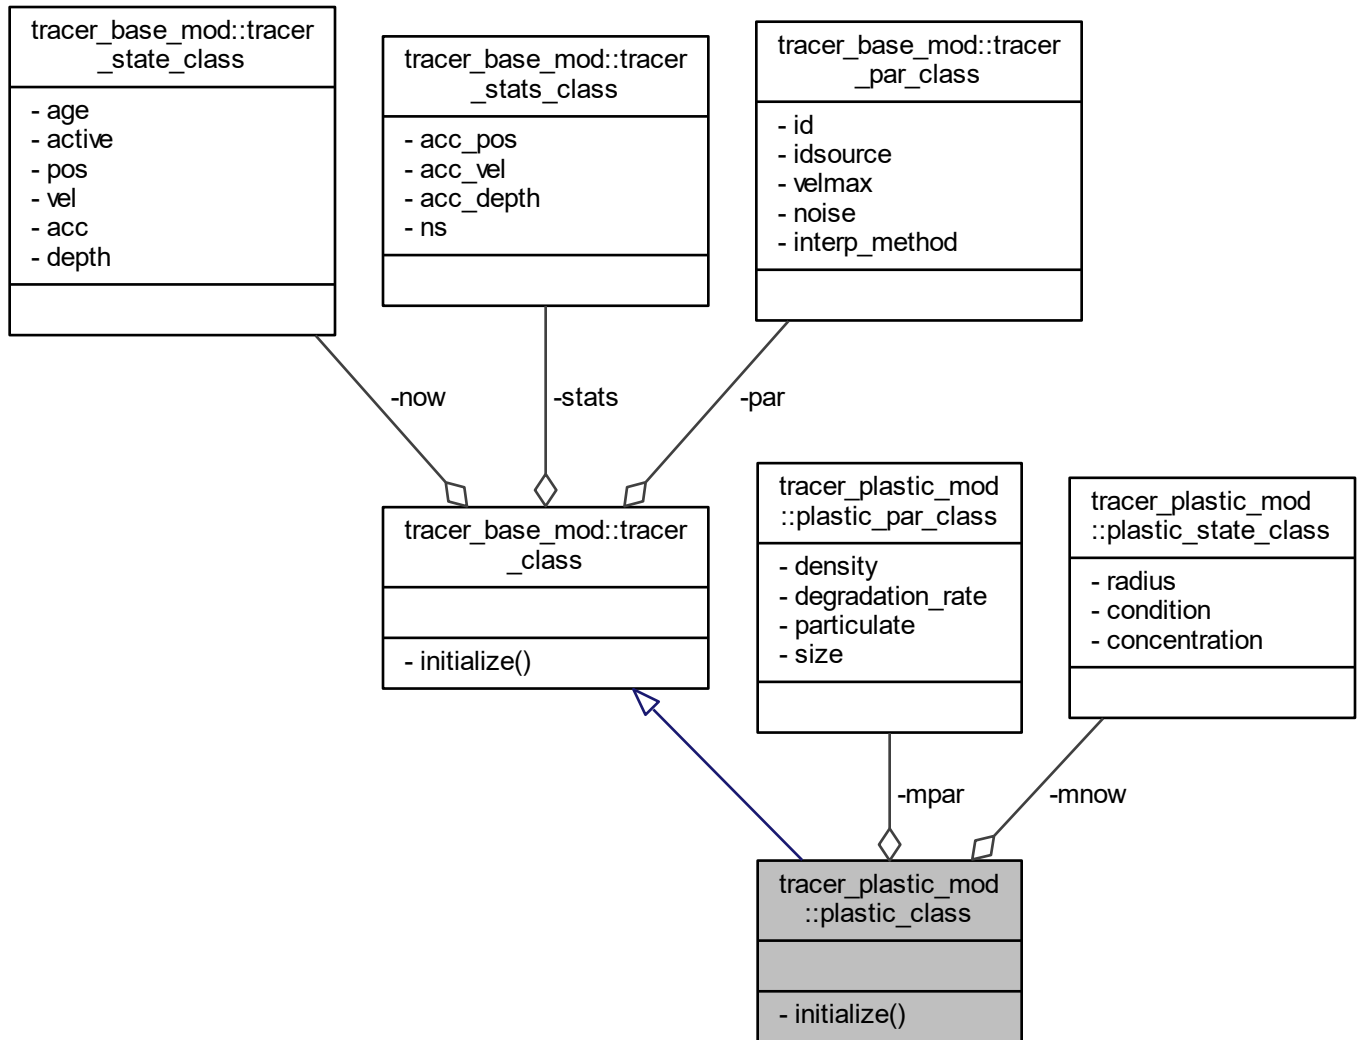 tracer_base_mod::tracer
_state_class
- age
- active
- pos
- vel
- acc
- depth
tracer_base_mod::tracer
_stats_class
- acc_pos
- acc_vel
- acc_depth
- ns
tracer_base_mod::tracer
_par_class
- id
- idsource
- velmax
- noise
- interp_method
-now
-stats
-par
tracer_base_mod::tracer
_class
- initialize()
tracer_plastic_mod
::plastic_par_class
- density
- degradation_rate
- particulate
- size
tracer_plastic_mod
::plastic_state_class
- radius
- condition
- concentration
-mpar
-mnow
tracer_plastic_mod
::plastic_class
- initialize()